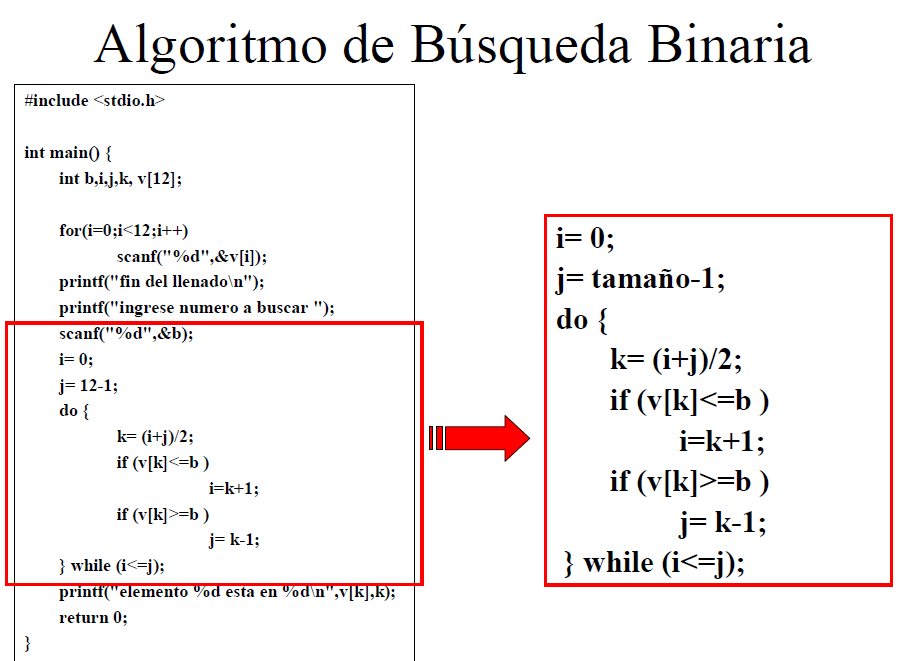 Algoritmo de Búsqueda Binaria
#include <stdio.h>
int main() {
int b,i,j,k, v[12];
for(i=0;i<12;i++)
scanf("%d",&v[i]);
printf("fin del llenado\n");
printf("ingrese numero a buscar ");
scanf("%d",&b);
i= 0;
j= 12-1;
do {
k= (i+j)/2;
if (v[k]<=b )
i=k+1;
if (v[k]>=b )
j= k-1;
} while (i<=j);
printf("elemento %d esta en %d\n",v[k],k);
return 0;
}
i= 0;
j= tamaño-1;
do {
k= (i+j)/2;
if (v[k]<=b )
i=k+1;
if (v[k]>=b )
j= k-1;
} while (i<=j);